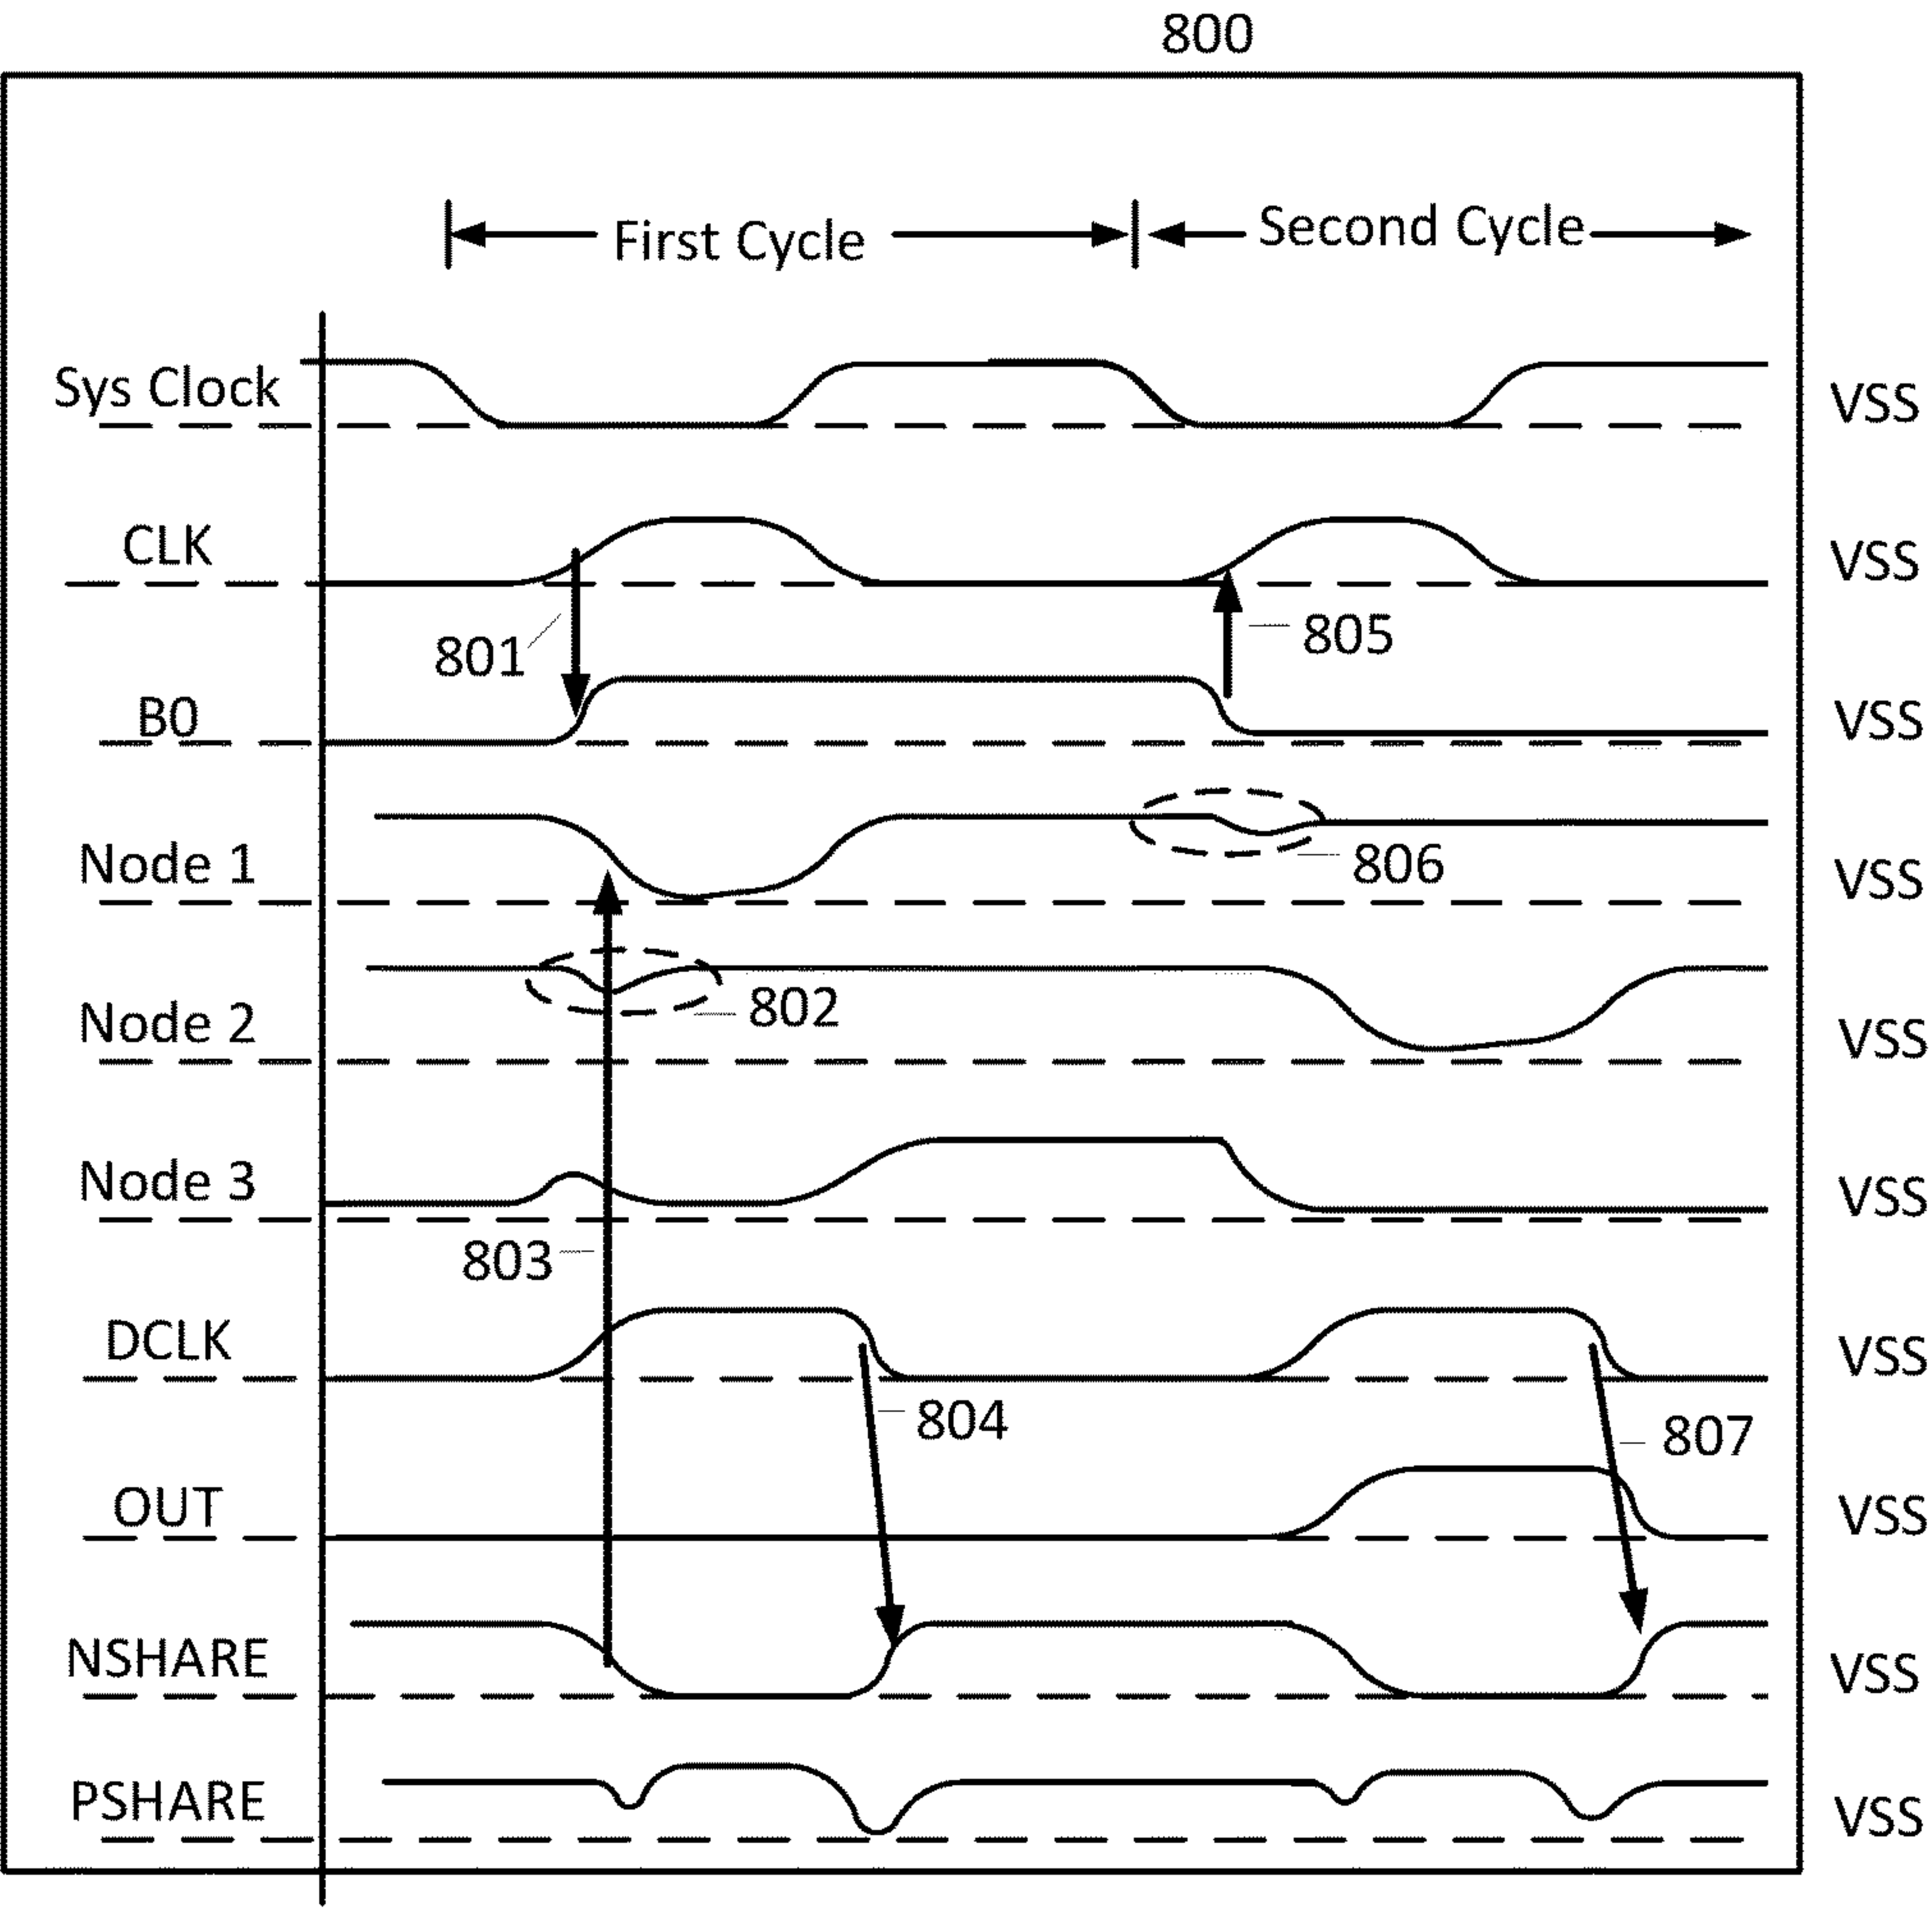 800
First Cycle
Second Cycle
Sys Clock VSS
CLK VSS
801
805
B0 VSS
Node 1 VSS
806
Node 2 VSS
802
Node 3 VSS
803
DCLK VSS
804
807
OUT VSS
NSHARE VSS
PSHARE VSS